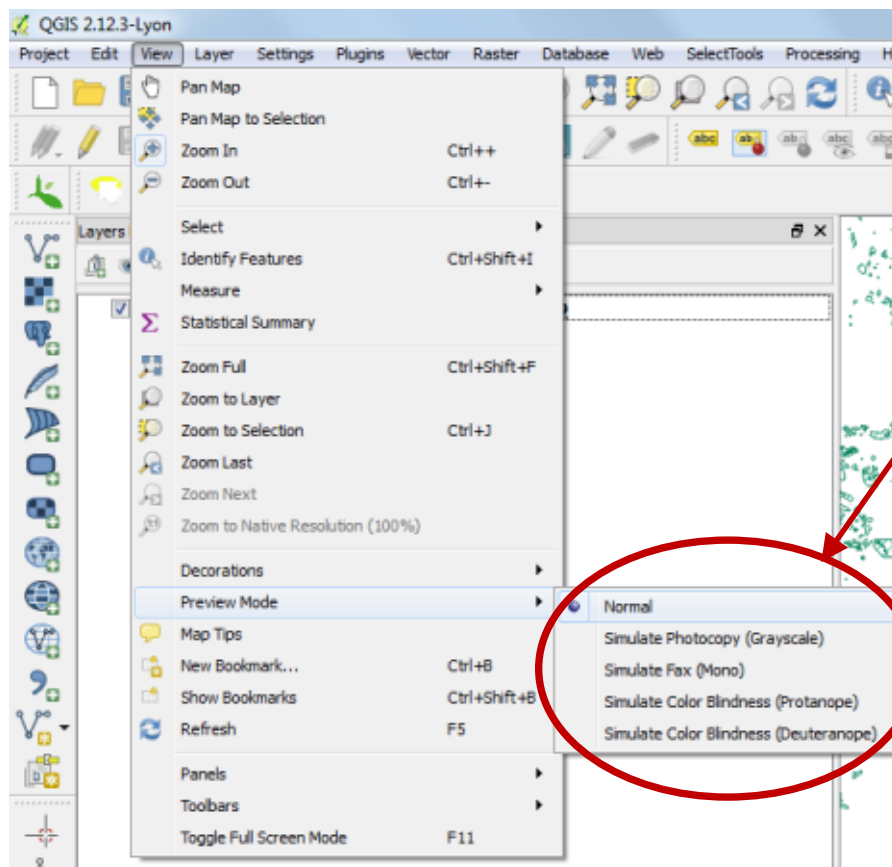 QGIS 2.12.3-Lyon
Project Edit View Layer Settings Plugins Vector Raster Database Web SelectTools Processing H
abc ab ab abc abc
Pan Map
Pan Map to Selection
Zoom In Ctrl++
Zoom Out Ctrl+-
Layers
Select
Identify Features Ctrl+Shift+I
Measure
Statistical Summary
Zoom Full Ctrl+Shift+F
Zoom to Layer
Zoom to Selection Ctrl+J
Zoom Last
Zoom Next
Zoom to Native Resolution (100%)
Decorations
Preview Mode
Normal
Simulate Photocopy (Grayscale)
Simulate Fax (Mono)
Simulate Color Blindness (Protanope)
Simulate Color Blindness (Deuteranope)
Map Tips
New Bookmark... Ctrl+B
Show Bookmarks Ctrl+Shift+B
Refresh F5
Panels
Toolbars
Toggle Full Screen Mode F11